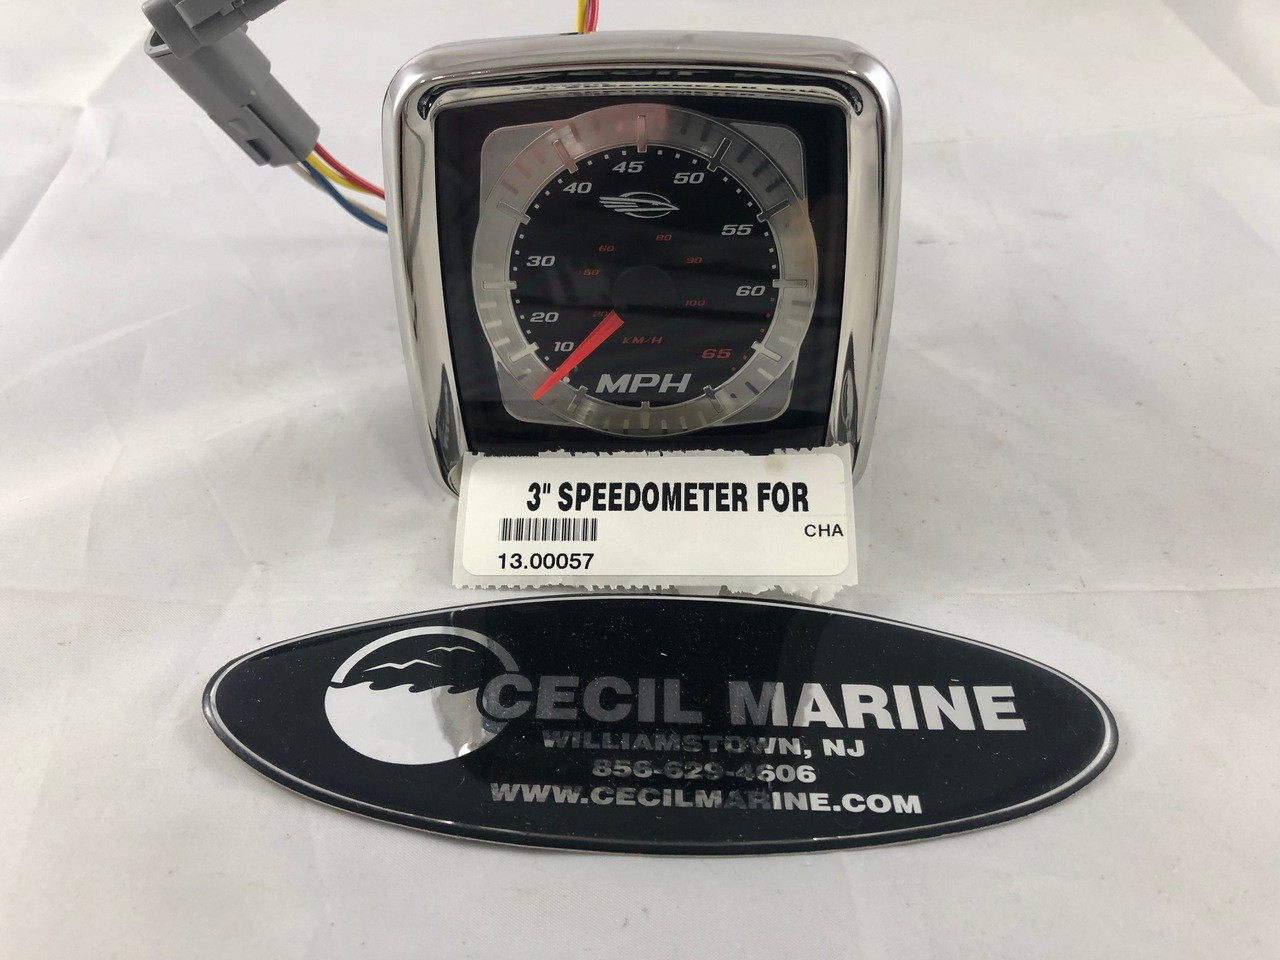 45
40 50
55
80
60
30 90
50
60
100
20 20
KM/H
10 65
MPH
3" SPEEDOMETER FOR
CHA
13.00057
CECIL MARINE
WILLIAMSTOWN, NJ
856-629-4606
WWW.CECILMARINE.COM